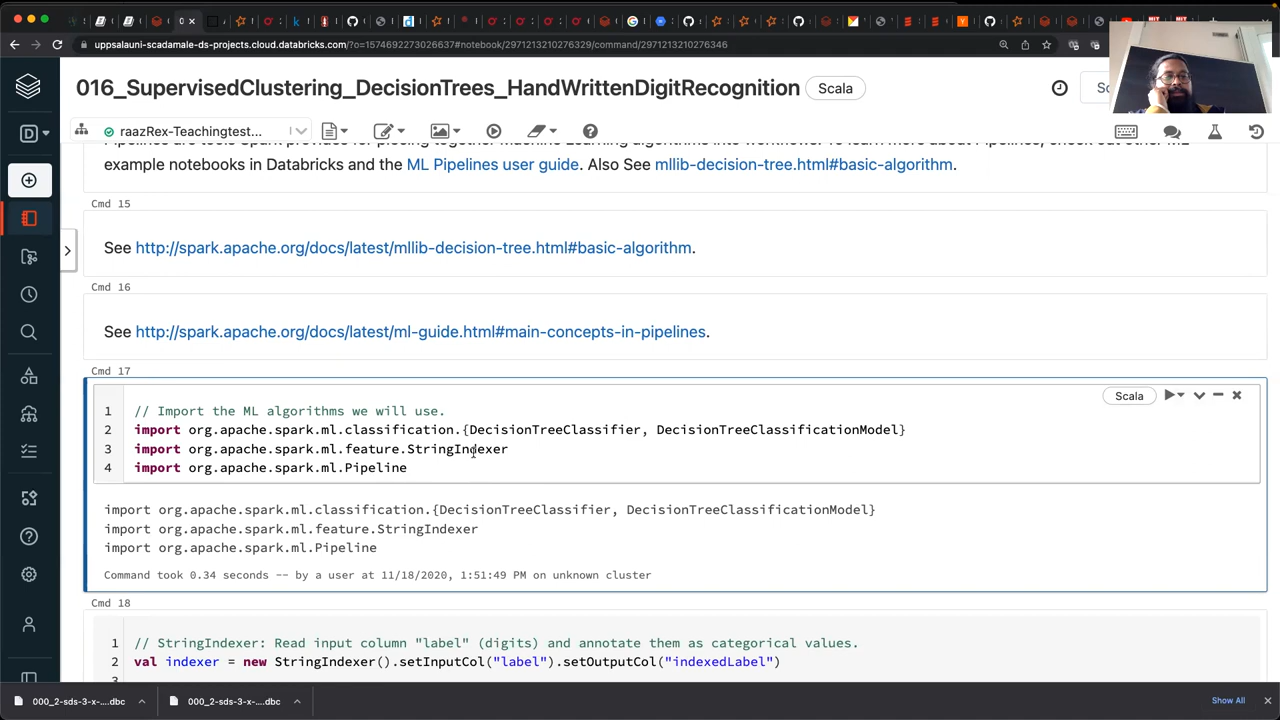 uppsalauni-scadamale-ds-projects.cloud.databricks.com/?o=1574692273026637#notebook/2971213210276329/command/2971213210276346
016_SupervisedClustering_DecisionTrees_HandWrittenDigitRecognition
Scala
Sc
D
raazRex-Teachingtest...
example notebooks in Databricks and the ML Pipelines user guide. Also See mllib-decision-tree.html#basic-algorithm.
Cmd 15
See http://spark.apache.org/docs/latest/mllib-decision-tree.html#basic-algorithm.
Cmd 16
See http://spark.apache.org/docs/latest/ml-guide.html#main-concepts-in-pipelines.
Cmd 17
Scala
1 // Import the ML algorithms we will use.
2 import org.apache.spark.ml.classification.{DecisionTreeClassifier, DecisionTreeClassificationModel}
3 import org.apache.spark.ml.feature.StringIndexer
4 import org.apache.spark.ml.Pipeline
import org.apache.spark.ml.classification.{DecisionTreeClassifier, DecisionTreeClassificationModel}
import org.apache.spark.ml.feature.StringIndexer
import org.apache.spark.ml.Pipeline
Command took 0.34 seconds -- by a user at 11/18/2020, 1:51:49 PM on unknown cluster
Cmd 18
1 // StringIndexer: Read input column "label" (digits) and annotate them as categorical values.
2 val indexer = new StringIndexer().setInputCol("label").setOutputCol("indexedLabel")
000_2-sds-3-x-....dbc
000_2-sds-3-x-....dbc
Show All